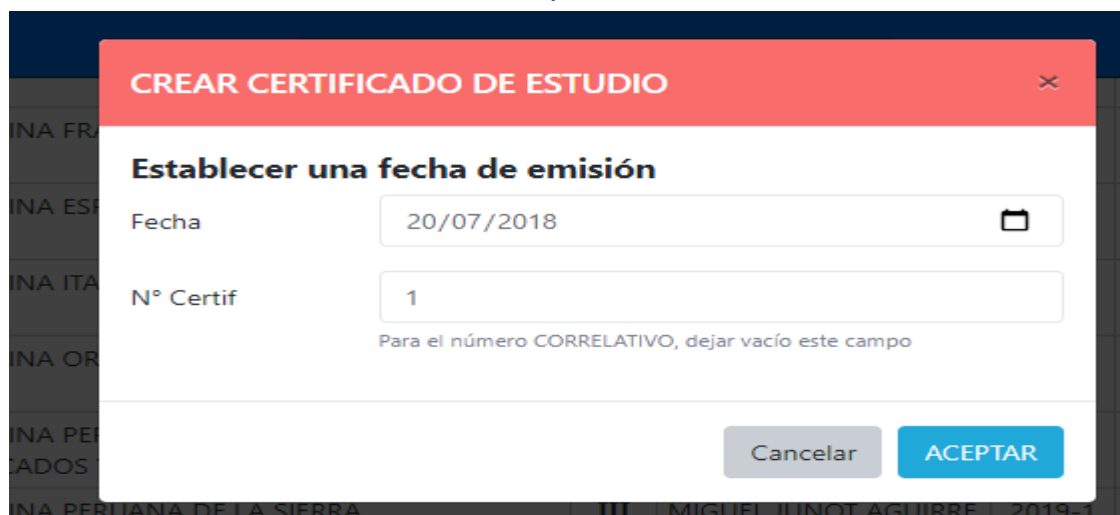 CREAR CERTIFICADO DE ESTUDIO ×
INA FRA
Establecer una fecha de emisión
INA ESP
Fecha 20/07/2018
INA ITA
N° Certif 1
Para el número CORRELATIVO, dejar vacío este campo
INA OR
INA PER
CADOS
Cancelar ACEPTAR
INA PERUANA DE LA SIERRA III MIGUEL JUNOT AGUIRRE 2019-1